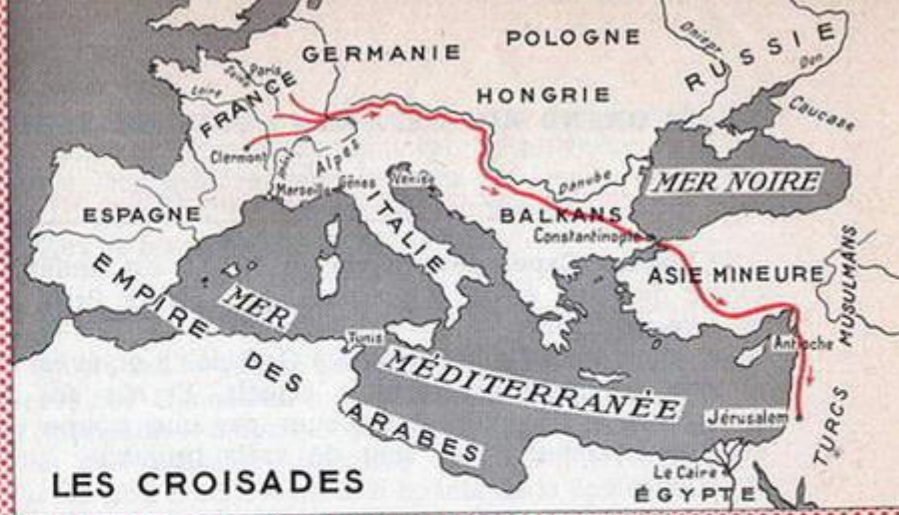 GERMANIE
POLOGNE
Dniepr
RUSSIE
Don
Paris
Seine
Loire
FRANCE
HONGRIE
Caucase
Clermont
Alpes
Marseille
Gênes
Venise
Danube
MER NOIRE
ESPAGNE
ITALIE
BALKANS
Constantinople
ASIE MINEURE
TURCS MUSULMANS
EMPIRE DES ARABES
MER MÉDITERRANÉE
Tunis
Antioche
Jérusalem
Le Caire
ÉGYPTE
LES CROISADES